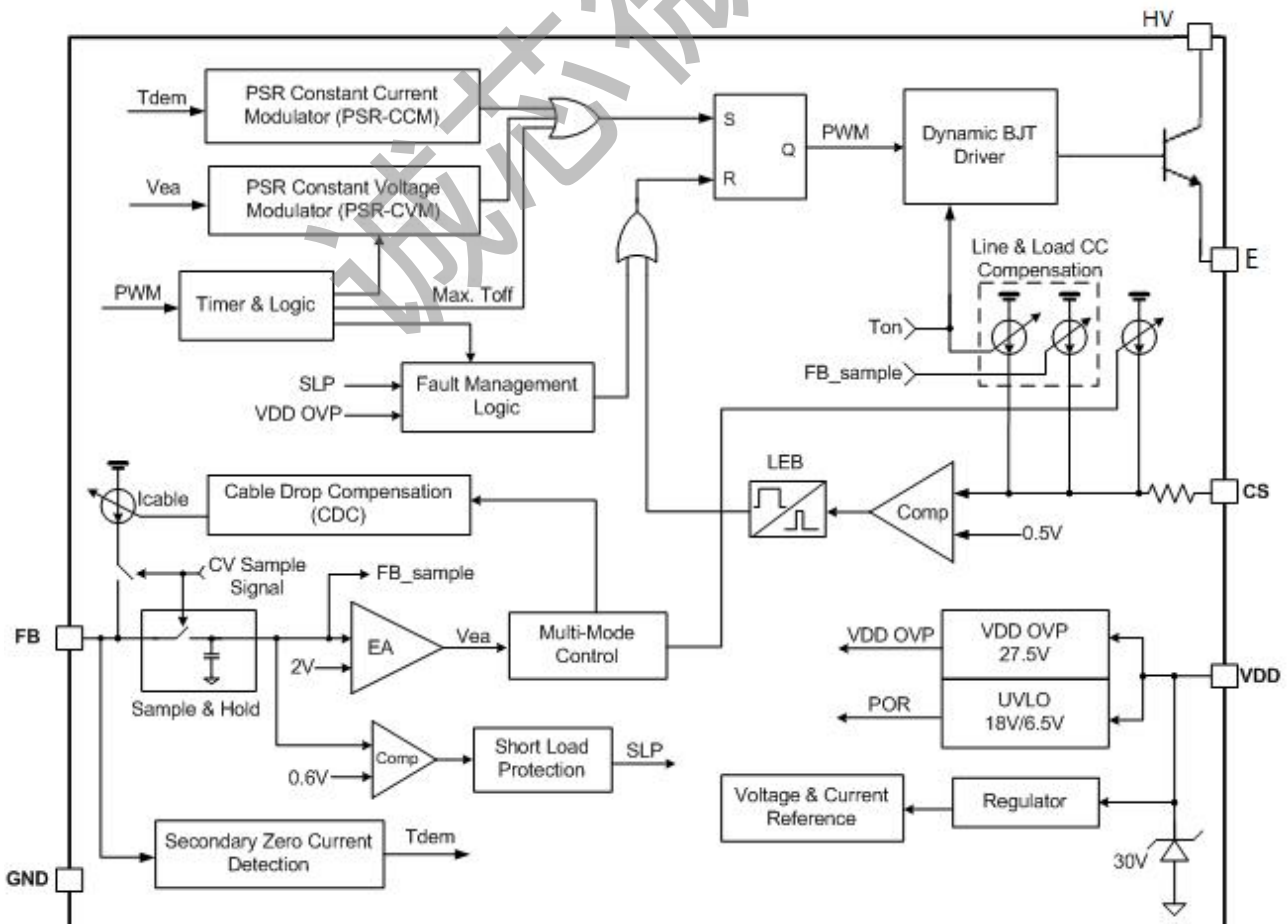 HV
Tdem
PSR Constant Current
Modulator (PSR-CCM)
Vea
PSR Constant Voltage
Modulator (PSR-CVM)
PWM
Timer & Logic
Max. Toff
SLP
VDD OVP
Fault Management
Logic
S
R
Q
PWM
Dynamic BJT
Driver
E
Line & Load CC
Compensation
Ton
FB_sample
LEB
Comp
0.5V
CS
Icable
Cable Drop Compensation
(CDC)
CV Sample
Signal
FB
Sample & Hold
FB_sample
2V
EA
Vea
Multi-Mode
Control
0.6V
Comp
Short Load
Protection
SLP
VDD OVP
VDD OVP
27.5V
POR
UVLO
18V/6.5V
VDD
Voltage & Current
Reference
Regulator
30V
Secondary Zero Current
Detection
Tdem
GND
诚芯微